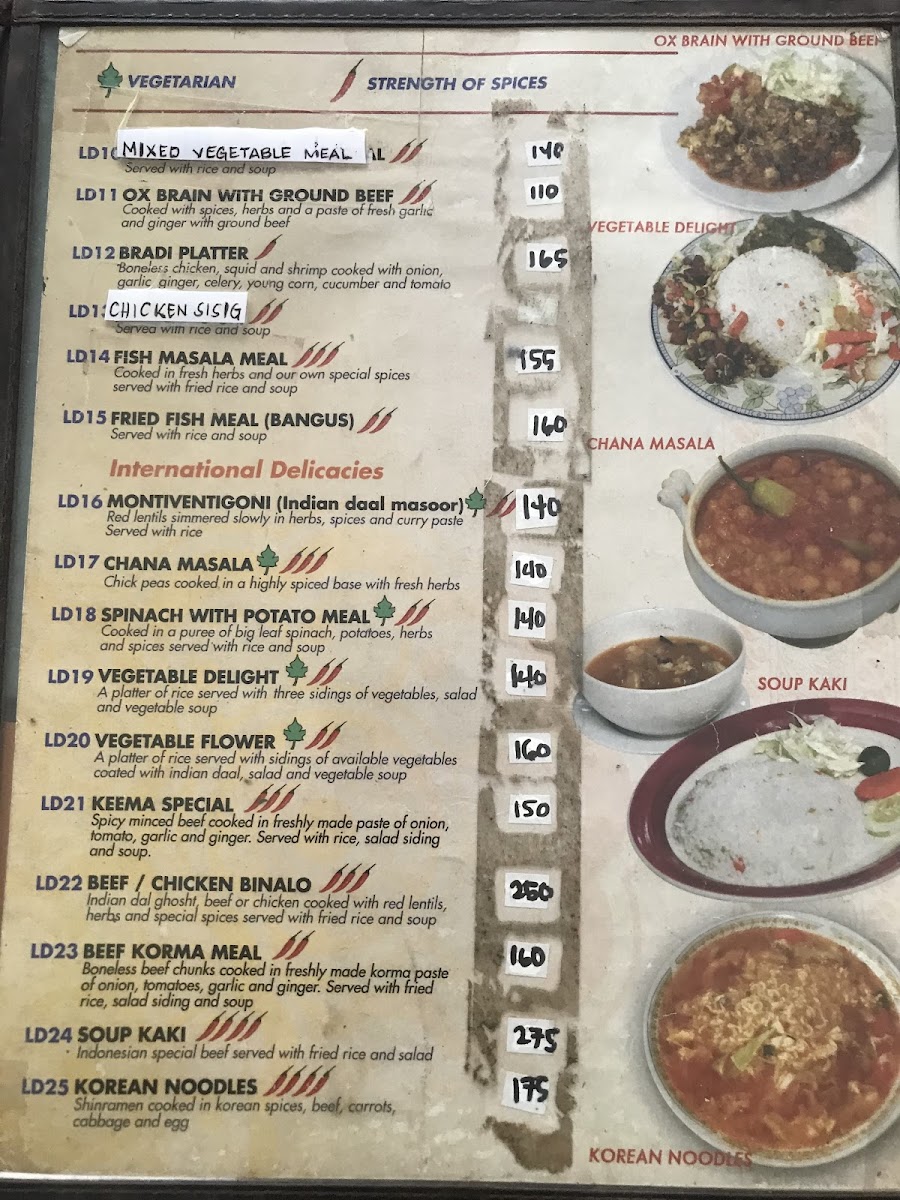 OX BRAIN WITH GROUND BEEF
VEGETARIAN STRENGTH OF SPICES
MIXED VEGETABLE MEAL 140
Served with rice and soup
LD11 OX BRAIN WITH GROUND BEEF 110
Cooked with spices, herbs and a paste of fresh garlic
and ginger with ground beef
VEGETABLE DELIGHT
LD12 BRADI PLATTER 165
Boneless chicken, squid and shrimp cooked with onion,
garlic, ginger, celery, young corn, cucumber and tomato
CHICKEN SISIG
Served with rice and soup
LD14 FISH MASALA MEAL 155
Cooked in fresh herbs and our own special spices
served with fried rice and soup
LD15 FRIED FISH MEAL (BANGUS) 160
Served with rice and soup
CHANA MASALA
International Delicacies
LD16 MONTIVENTIGONI (Indian daal masoor) 140
Red lentils simmered slowly in herbs, spices and curry paste
Served with rice
LD17 CHANA MASALA 140
Chick peas cooked in a highly spiced base with fresh herbs
LD18 SPINACH WITH POTATO MEAL 140
Cooked in a puree of big leaf spinach, potatoes, herbs
and spices served with rice and soup
LD19 VEGETABLE DELIGHT 140
A platter of rice served with three sidings of vegetables, salad
and vegetable soup
SOUP KAKI
LD20 VEGETABLE FLOWER 160
A platter of rice served with sidings of available vegetables
coated with indian daal, salad and vegetable soup
LD21 KEEMA SPECIAL 150
Spicy minced beef cooked in freshly made paste of onion,
tomato, garlic and ginger. Served with rice, salad siding
and soup.
LD22 BEEF / CHICKEN BINALO 250
Indian dal ghosht, beef or chicken cooked with red lentils,
herbs and special spices served with fried rice and soup
LD23 BEEF KORMA MEAL 160
Boneless beef chunks cooked in freshly made korma paste
of onion, tomatoes, garlic and ginger. Served with fried
rice, salad siding and soup
LD24 SOUP KAKI 275
Indonesian special beef served with fried rice and salad
LD25 KOREAN NOODLES 175
Shinramen cooked in korean spices, beef, carrots,
cabbage and egg
KOREAN NOODLES